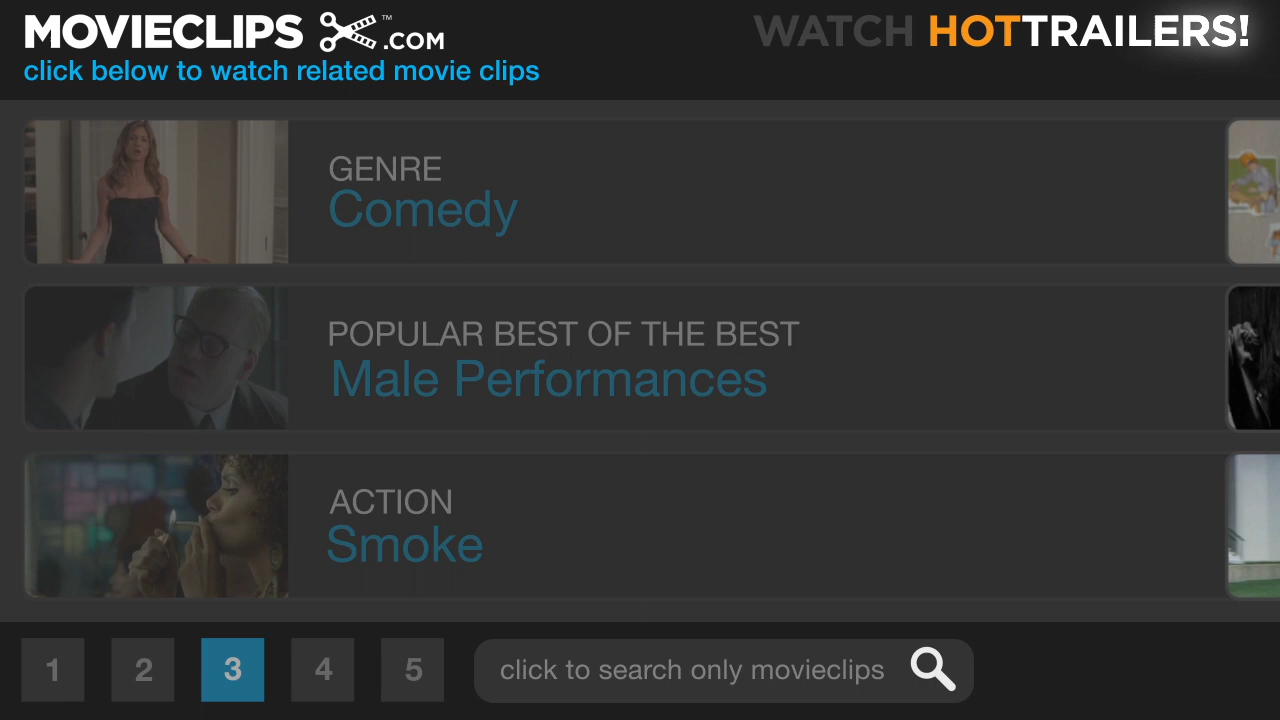 MOVIECLIPS ™ .COM
click below to watch related movie clips
WATCH HOTTRAILERS!
GENRE
Comedy
POPULAR BEST OF THE BEST
Male Performances
ACTION
Smoke
1 2 3 4 5 click to search only movieclips